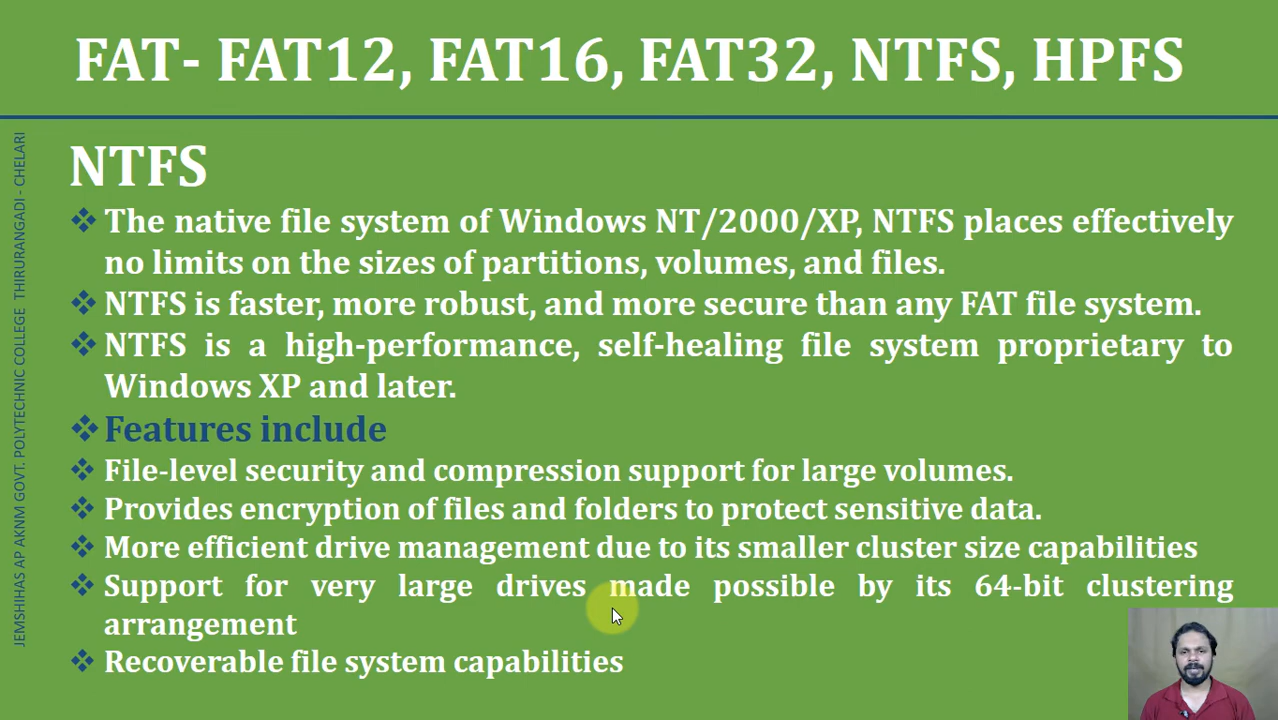 FAT- FAT12, FAT16, FAT32, NTFS, HPFS
JEMSHIHAS AP AKNM GOVT. POLYTECHNIC COLLEGE THIRURANGADI - CHELARI
NTFS
❖ The native file system of Windows NT/2000/XP, NTFS places effectively
no limits on the sizes of partitions, volumes, and files.
❖ NTFS is faster, more robust, and more secure than any FAT file system.
❖ NTFS is a high-performance, self-healing file system proprietary to
Windows XP and later.
❖ Features include
❖ File-level security and compression support for large volumes.
❖ Provides encryption of files and folders to protect sensitive data.
❖ More efficient drive management due to its smaller cluster size capabilities
❖ Support for very large drives made possible by its 64-bit clustering
arrangement
❖ Recoverable file system capabilities